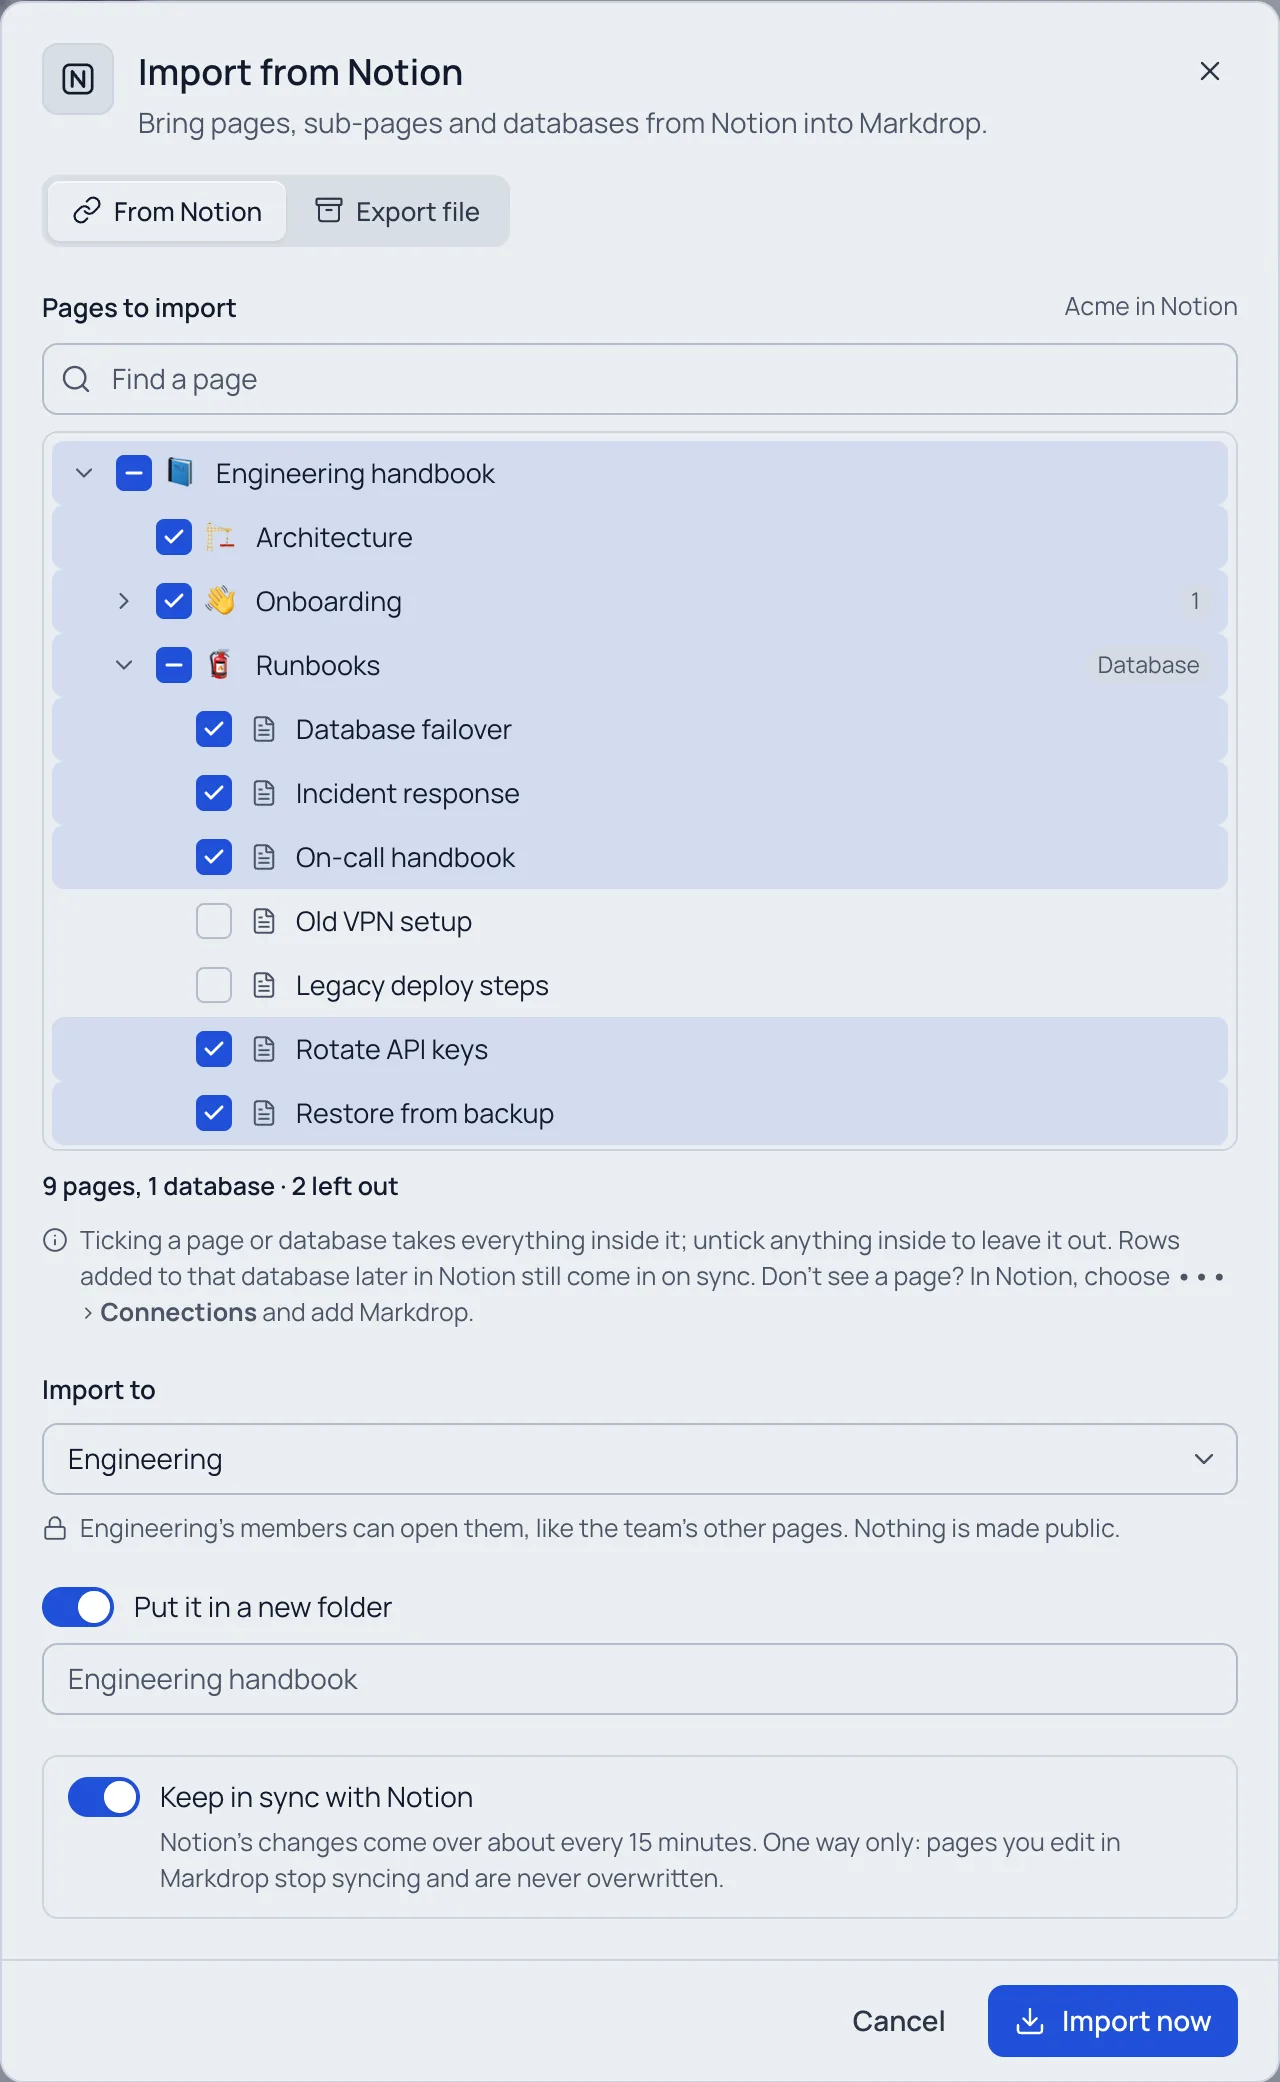 N
Import from Notion
Bring pages, sub-pages and databases from Notion into Markdrop.
From Notion
Export file
Pages to import
Acme in Notion
Find a page
Engineering handbook
Architecture
Onboarding
1
Runbooks
Database
Database failover
Incident response
On-call handbook
Old VPN setup
Legacy deploy steps
Rotate API keys
Restore from backup
9 pages, 1 database · 2 left out
Ticking a page or database takes everything inside it; untick anything inside to leave it out. Rows
added to that database later in Notion still come in on sync. Don’t see a page? In Notion, choose •••
› Connections and add Markdrop.
Import to
Engineering
Engineering’s members can open them, like the team’s other pages. Nothing is made public.
Put it in a new folder
Engineering handbook
Keep in sync with Notion
Notion’s changes come over about every 15 minutes. One way only: pages you edit in
Markdrop stop syncing and are never overwritten.
Cancel
Import now